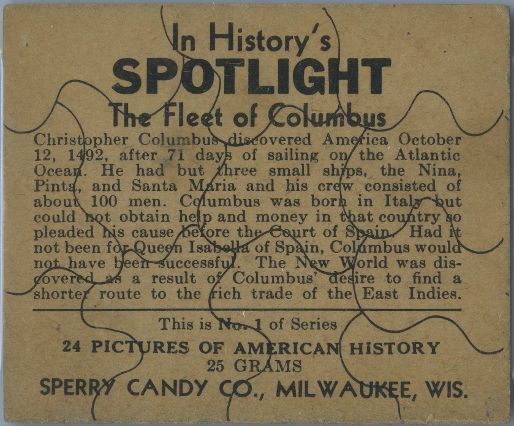 In History's
SPOTLIGHT
The Fleet of Columbus
Christopher Columbus discovered America October
12, 1492, after 71 days of sailing on the Atlantic
Ocean. He had but three small ships, the Nina,
Pinta, and Santa Maria and his crew consisted of
about 100 men. Columbus was born in Italy but
could not obtain help and money in that country so
pleaded his cause before the Court of Spain. Had it
not been for Queen Isabella of Spain, Columbus would
not have been successful. The New World was dis-
covered as a result of Columbus' desire to find a
shorter route to the rich trade of the East Indies.
This is No. 1 of Series
24 PICTURES OF AMERICAN HISTORY
25 GRAMS
SPERRY CANDY CO., MILWAUKEE, WIS.